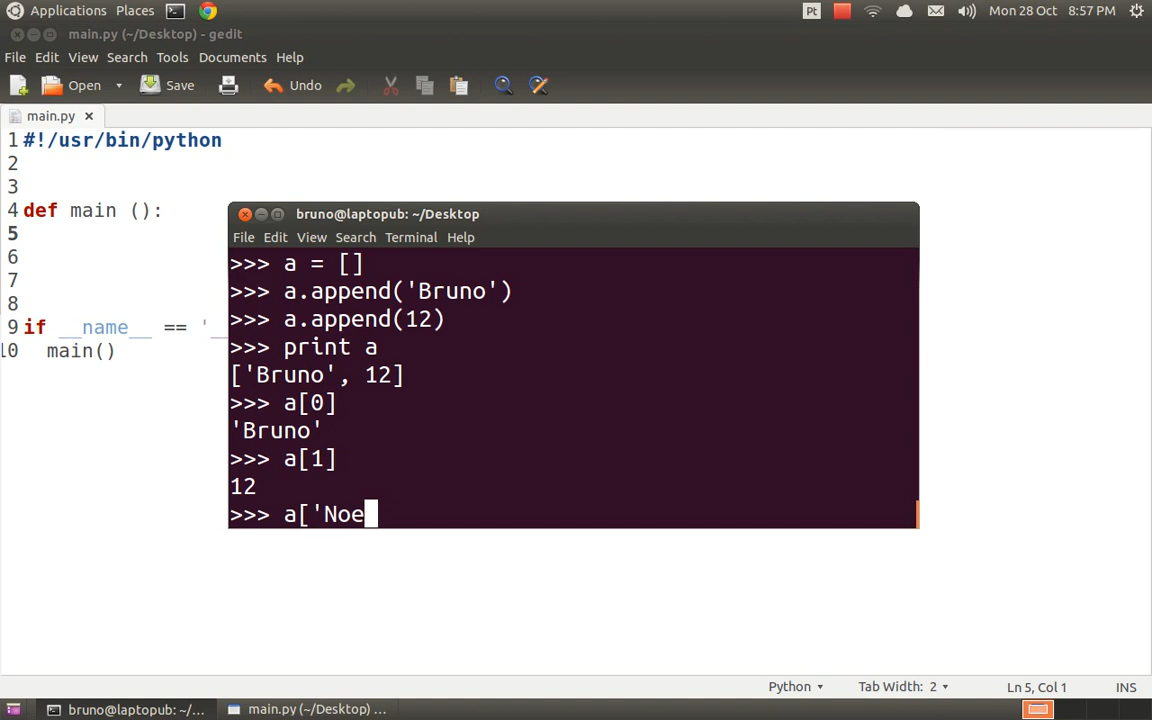 Applications Places Pt Mon 28 Oct 8:57 PM
main.py (~/Desktop) - gedit
File Edit View Search Tools Documents Help
Open Save Undo
main.py
1 #!/usr/bin/python
2
3
4 def main ():
5
6
7
8
9 if __name__ == '__
10 main()
bruno@laptopub: ~/Desktop
File Edit View Search Terminal Help
>>> a = []
>>> a.append('Bruno')
>>> a.append(12)
>>> print a
['Bruno', 12]
>>> a[0]
'Bruno'
>>> a[1]
12
>>> a['Noe
Python Tab Width: 2 Ln 5, Col 1 INS
bruno@laptopub: ~/... main.py (~/Desktop) ...